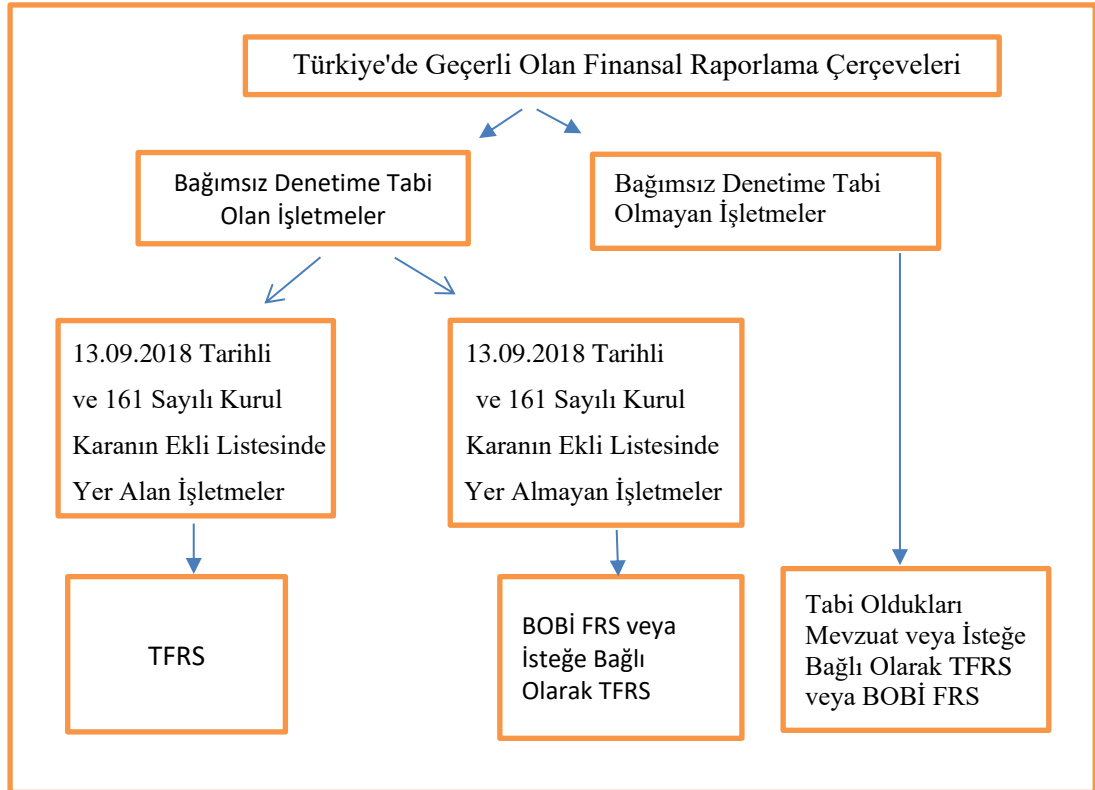 Türkiye'de Geçerli Olan Finansal Raporlama Çerçeveleri
Bağımsız Denetime Tabi
Olan İşletmeler
Bağımsız Denetime Tabi
Olmayan İşletmeler
13.09.2018 Tarihli
ve 161 Sayılı Kurul
Karanın Ekli Listesinde
Yer Alan İşletmeler
13.09.2018 Tarihli
ve 161 Sayılı Kurul
Karanın Ekli Listesinde
Yer Almayan İşletmeler
TFRS
BOBİ FRS veya
İsteğe Bağlı
Olarak TFRS
Tabi Oldukları
Mevzuat veya İsteğe
Bağlı Olarak TFRS
veya BOBİ FRS